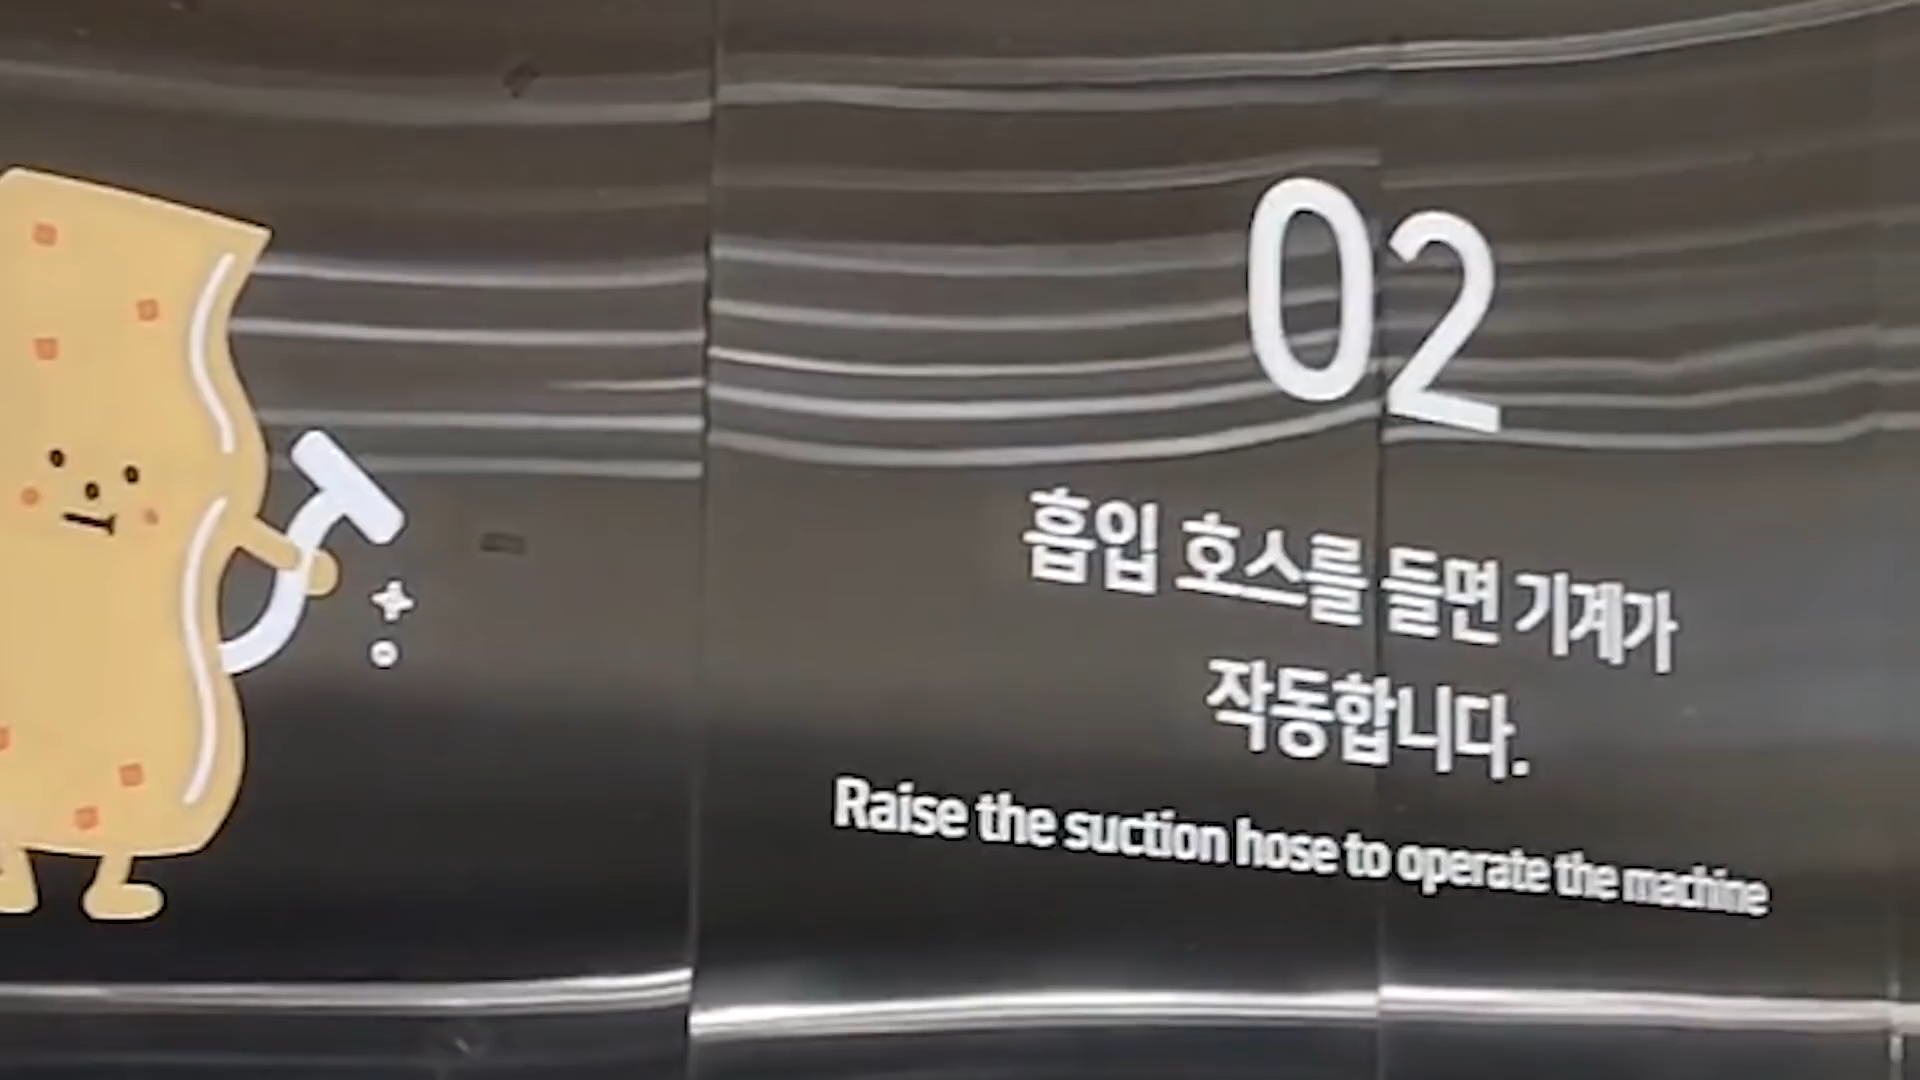 02
흡입 호스를 들면 기계가
작동합니다.
Raise the suction hose to operate the machine